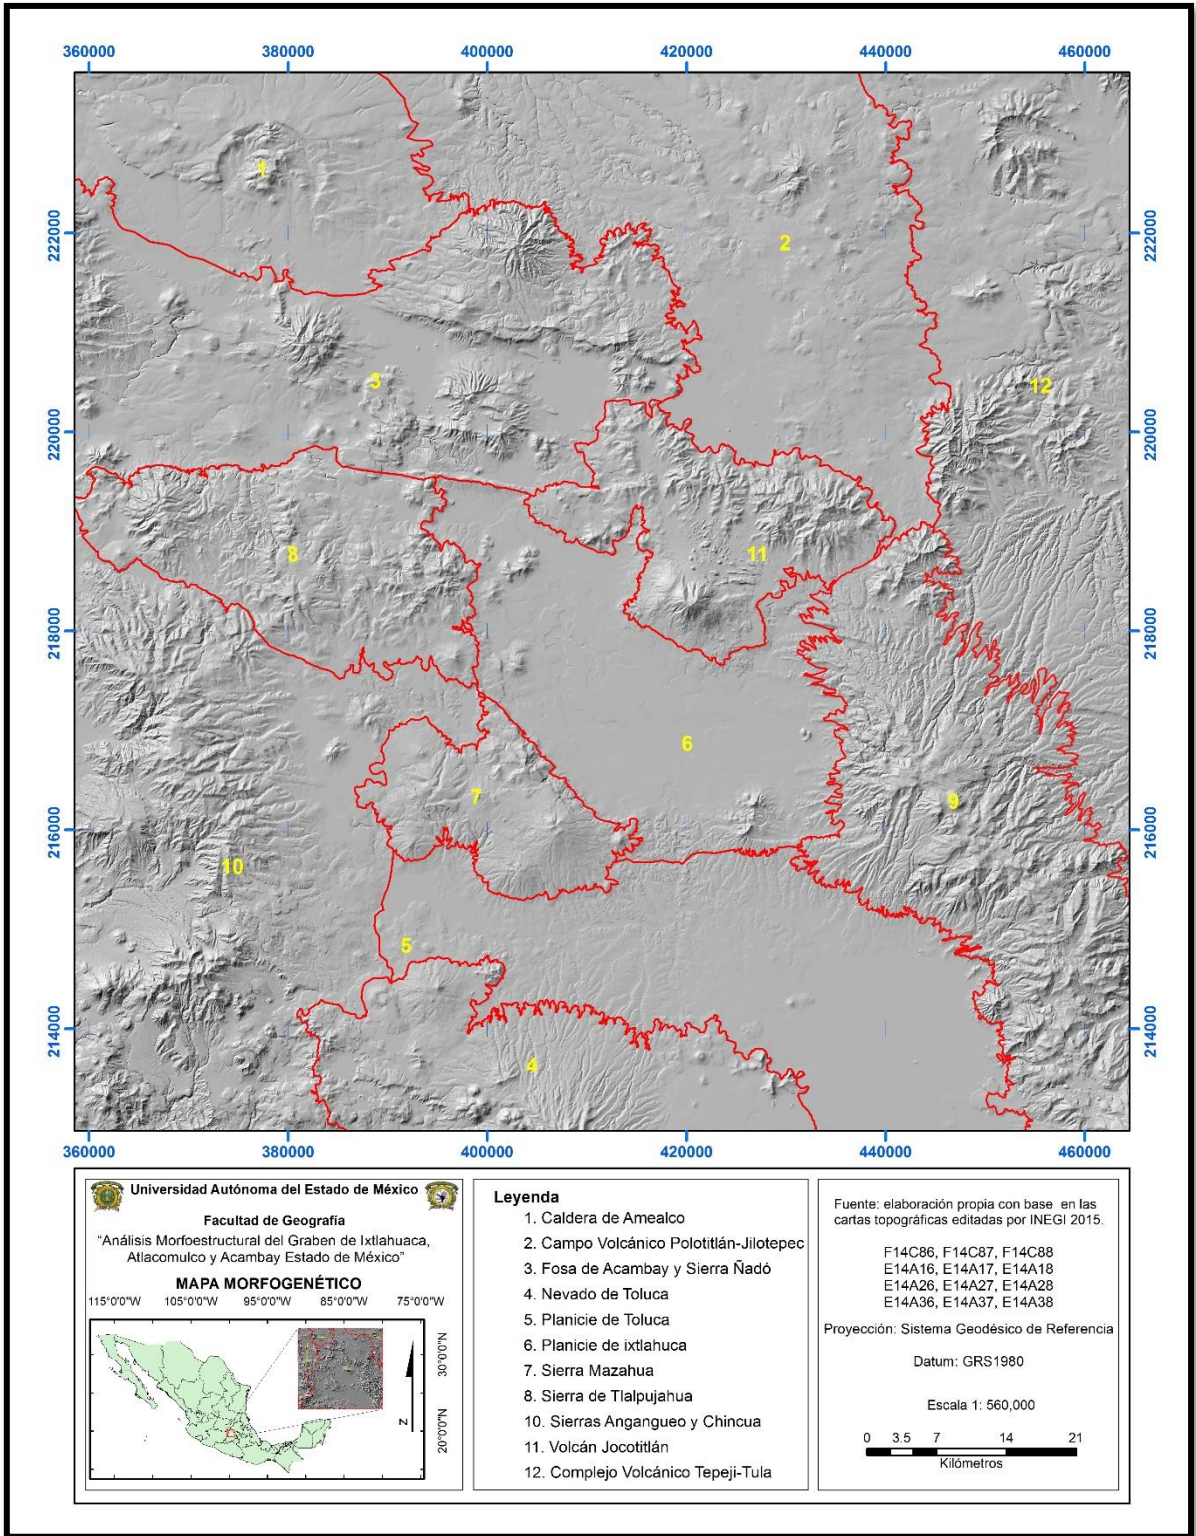 360000 380000 400000 420000 440000 460000
222000
220000
218000
216000
214000
222000
220000
218000
216000
214000
1
2
3
12
8
11
6
7
9
10
5
4
360000 380000 400000 420000 440000 460000
Universidad Autónoma del Estado de México
Facultad de Geografía
“Análisis Morfoestructural del Graben de Ixtlahuaca,
Atlacomulco y Acambay Estado de México”
MAPA MORFOGENÉTICO
115°0'0"W 105°0'0"W 95°0'0"W 85°0'0"W 75°0'0"W
30°0'0"N
20°0'0"N
N
Leyenda
1. Caldera de Amealco
2. Campo Volcánico Polotitlán-Jilotepec
3. Fosa de Acambay y Sierra Ñadó
4. Nevado de Toluca
5. Planicie de Toluca
6. Planicie de ixtlahuca
7. Sierra Mazahua
8. Sierra de Tlalpujahua
10. Sierras Angangueo y Chincua
11. Volcán Jocotitlán
12. Complejo Volcánico Tepeji-Tula
Fuente: elaboración propia con base en las
cartas topográficas editadas por INEGI 2015.
F14C86, F14C87, F14C88
E14A16, E14A17, E14A18
E14A26, E14A27, E14A28
E14A36, E14A37, E14A38
Proyección: Sistema Geodésico de Referencia
Datum: GRS1980
Escala 1: 560,000
0 3.5 7 14 21
Kilómetros